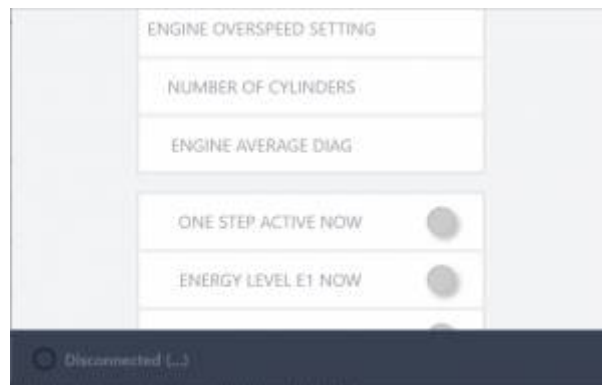 ENGINE OVERSPEED SETTING
NUMBER OF CYLINDERS
ENGINE AVERAGE DIAG
ONE STEP ACTIVE NOW
ENERGY LEVEL E1 NOW
Disconnected (...)